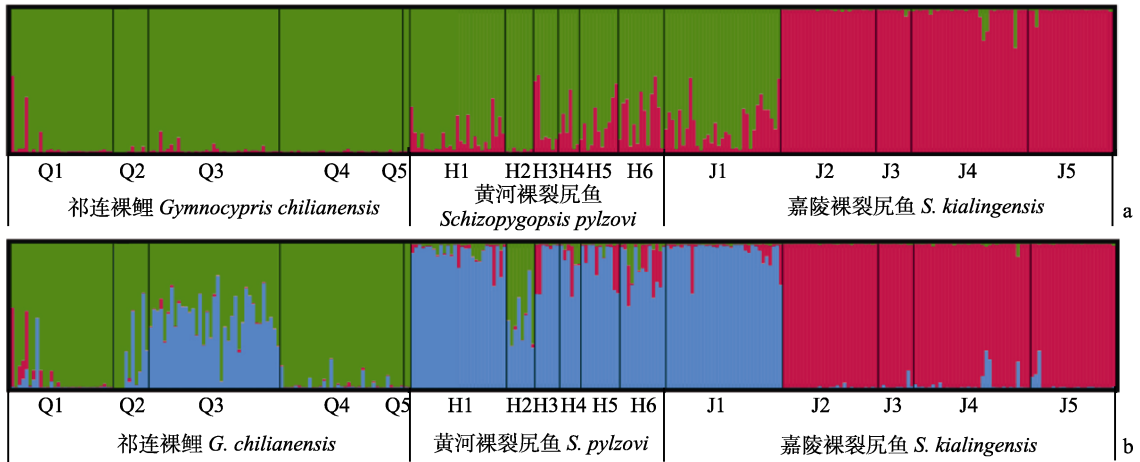 Q1 Q2 Q3 Q4 Q5 H1 H2 H3 H4 H5 H6 J1 J2 J3 J4 J5
祁连裸鲤 Gymnocypris chilianensis
黄河裸裂尻鱼
Schizopygopsis pylzovi
嘉陵裸裂尻鱼 S. kialingensis
a
Q1 Q2 Q3 Q4 Q5 H1 H2 H3 H4 H5 H6 J1 J2 J3 J4 J5
祁连裸鲤 G. chilianensis
黄河裸裂尻鱼 S. pylzovi
嘉陵裸裂尻鱼 S. kialingensis
b